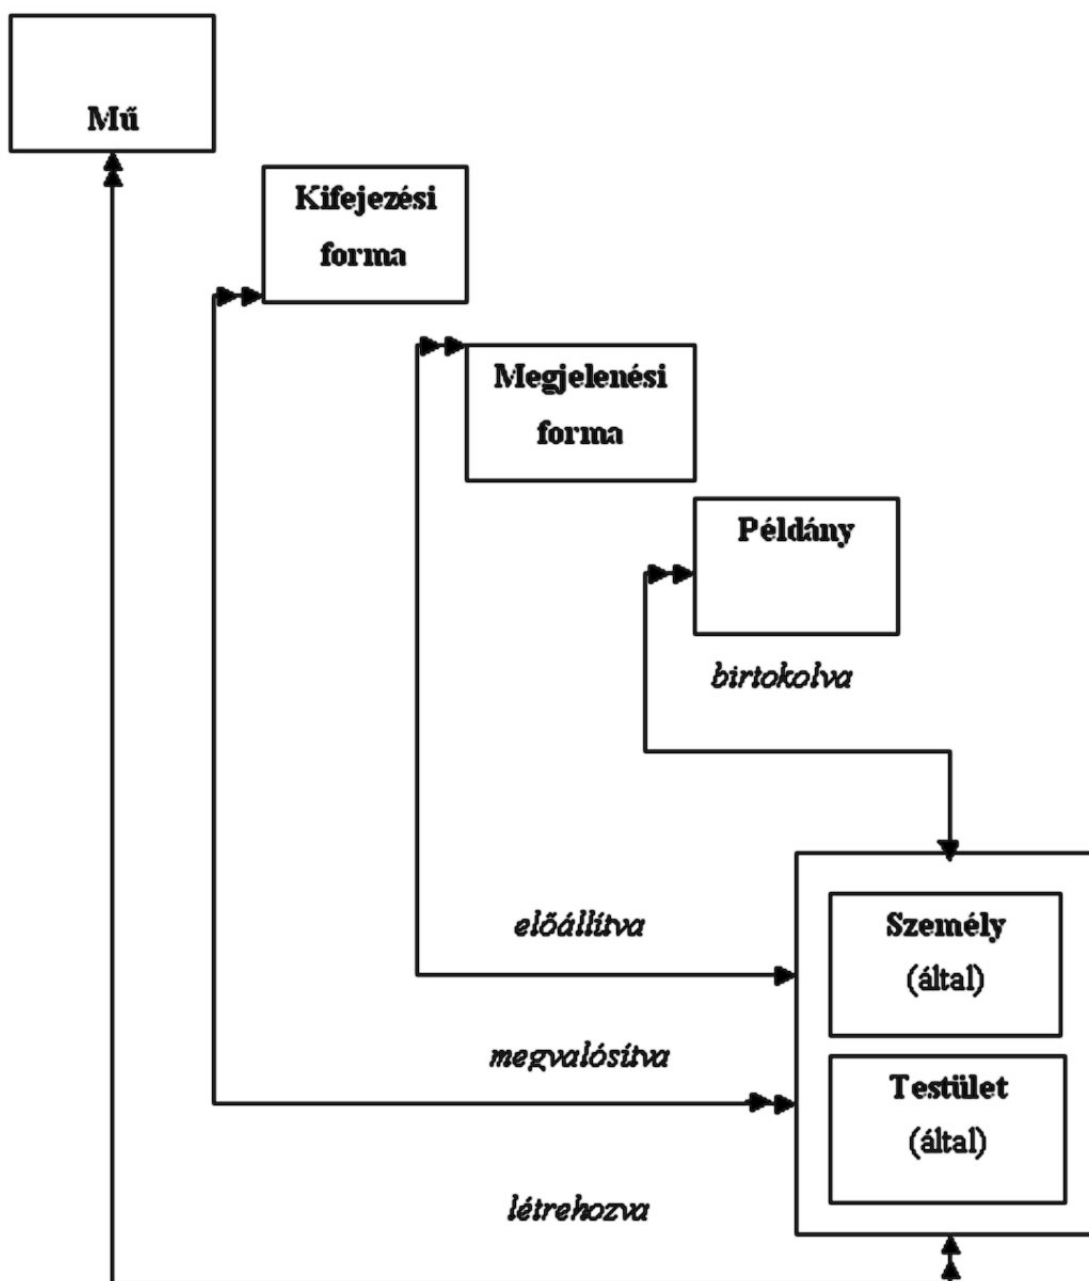 Mű
Kifejezési
forma
Megjelenési
forma
Példány
birtokolva
előállítva
Személy
(által)
megvalósítva
Testület
(által)
létrehozva